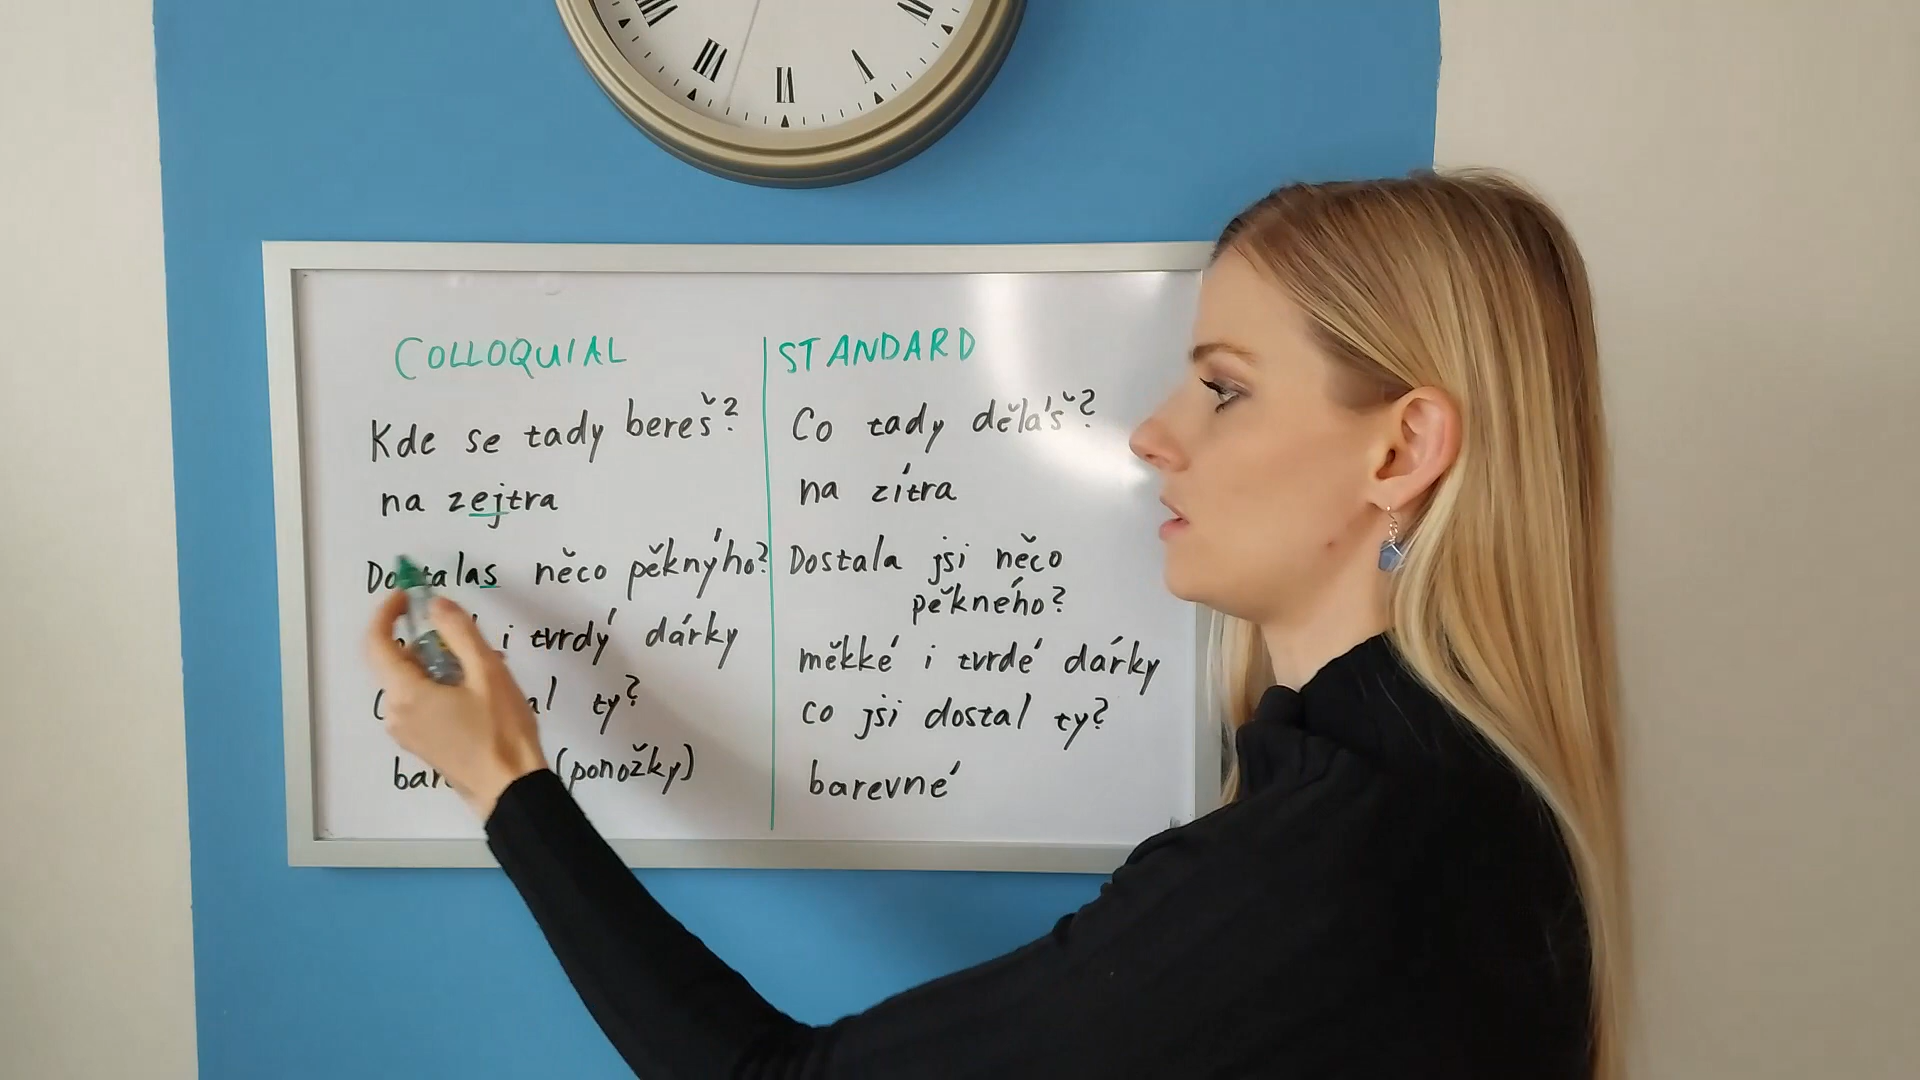 COLLOQUIAL
Kde se tady bereš?
na zejtra
Dostalas něco pěknýho?
i tvrdý dárky
ty?
(ponožky)
STANDARD
Co tady děláš?
na zítra
Dostala jsi něco
pěkného?
měkké i tvrdé dárky
co jsi dostal ty?
barevné